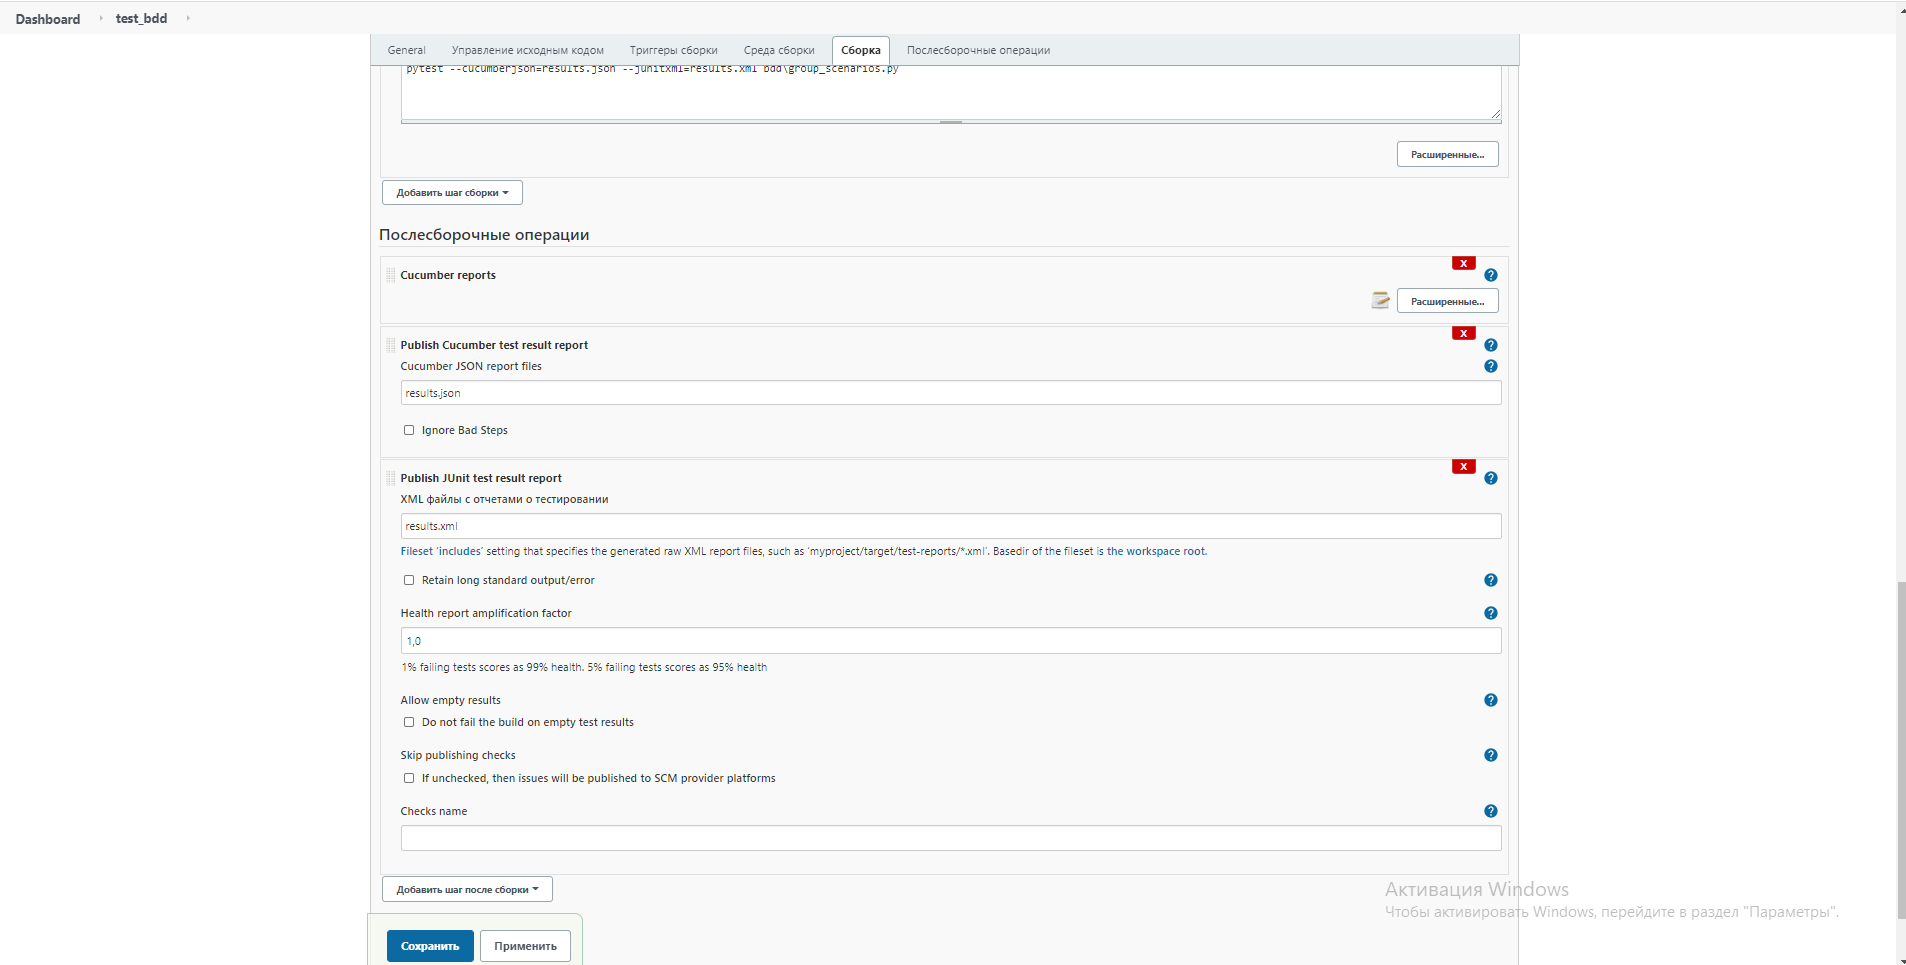 Dashboard test_bdd
General Управление исходным кодом Триггеры сборки Среда сборки Сборка Послесборочные операции
pytest --cucumberjson=results.json --junitxml=results.xml bdd\group_scenarios.py
Расширенные...
Добавить шаг сборки
Послесборочные операции
X
Cucumber reports ?
Расширенные...
X
Publish Cucumber test result report ?
Cucumber JSON report files ?
results.json
Ignore Bad Steps
X
Publish JUnit test result report ?
XML файлы с отчетами о тестировании
results.xml
Fileset 'includes' setting that specifies the generated raw XML report files, such as 'myproject/target/test-reports/*.xml'. Basedir of the fileset is the workspace root.
Retain long standard output/error ?
Health report amplification factor ?
1,0
1% failing tests scores as 99% health. 5% failing tests scores as 95% health
Allow empty results ?
Do not fail the build on empty test results
Skip publishing checks ?
If unchecked, then issues will be published to SCM provider platforms
Checks name ?
Добавить шаг после сборки
Активация Windows
Чтобы активировать Windows, перейдите в раздел "Параметры".
Сохранить Применить